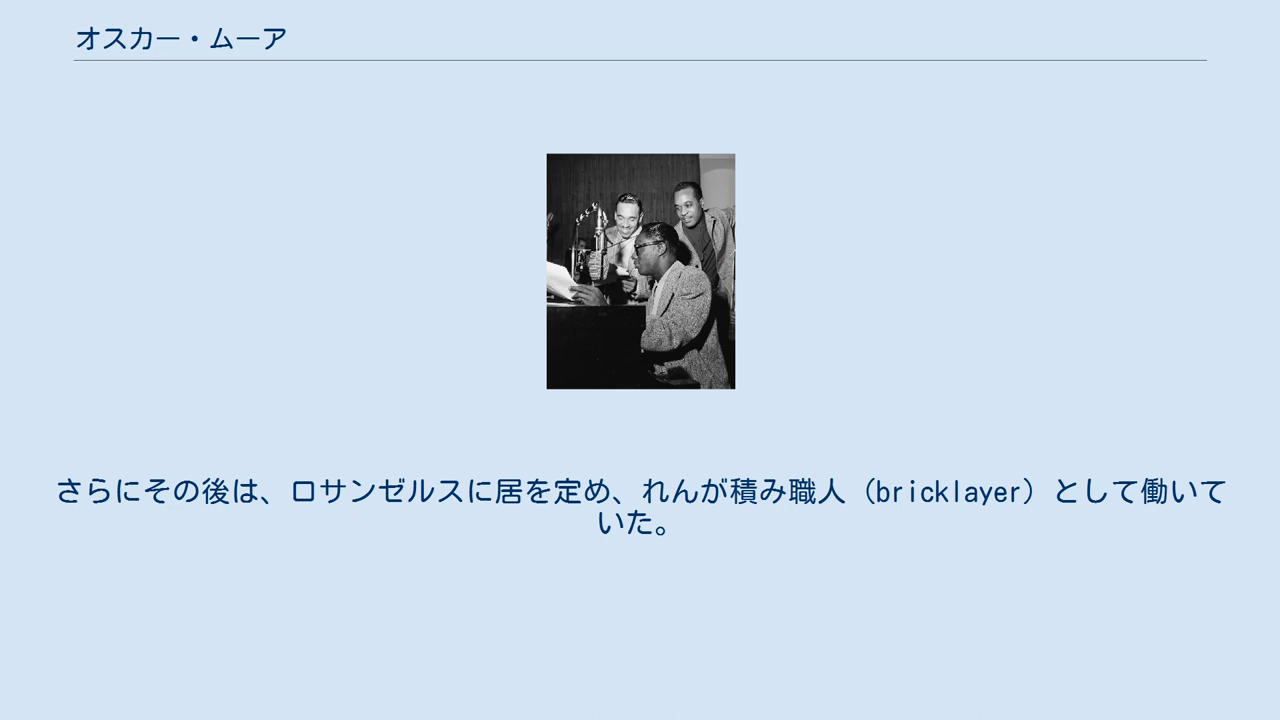 オスカー・ムーア
さらにその後は、ロサンゼルスに居を定め、れんが積み職人（bricklayer）として働いて
いた。